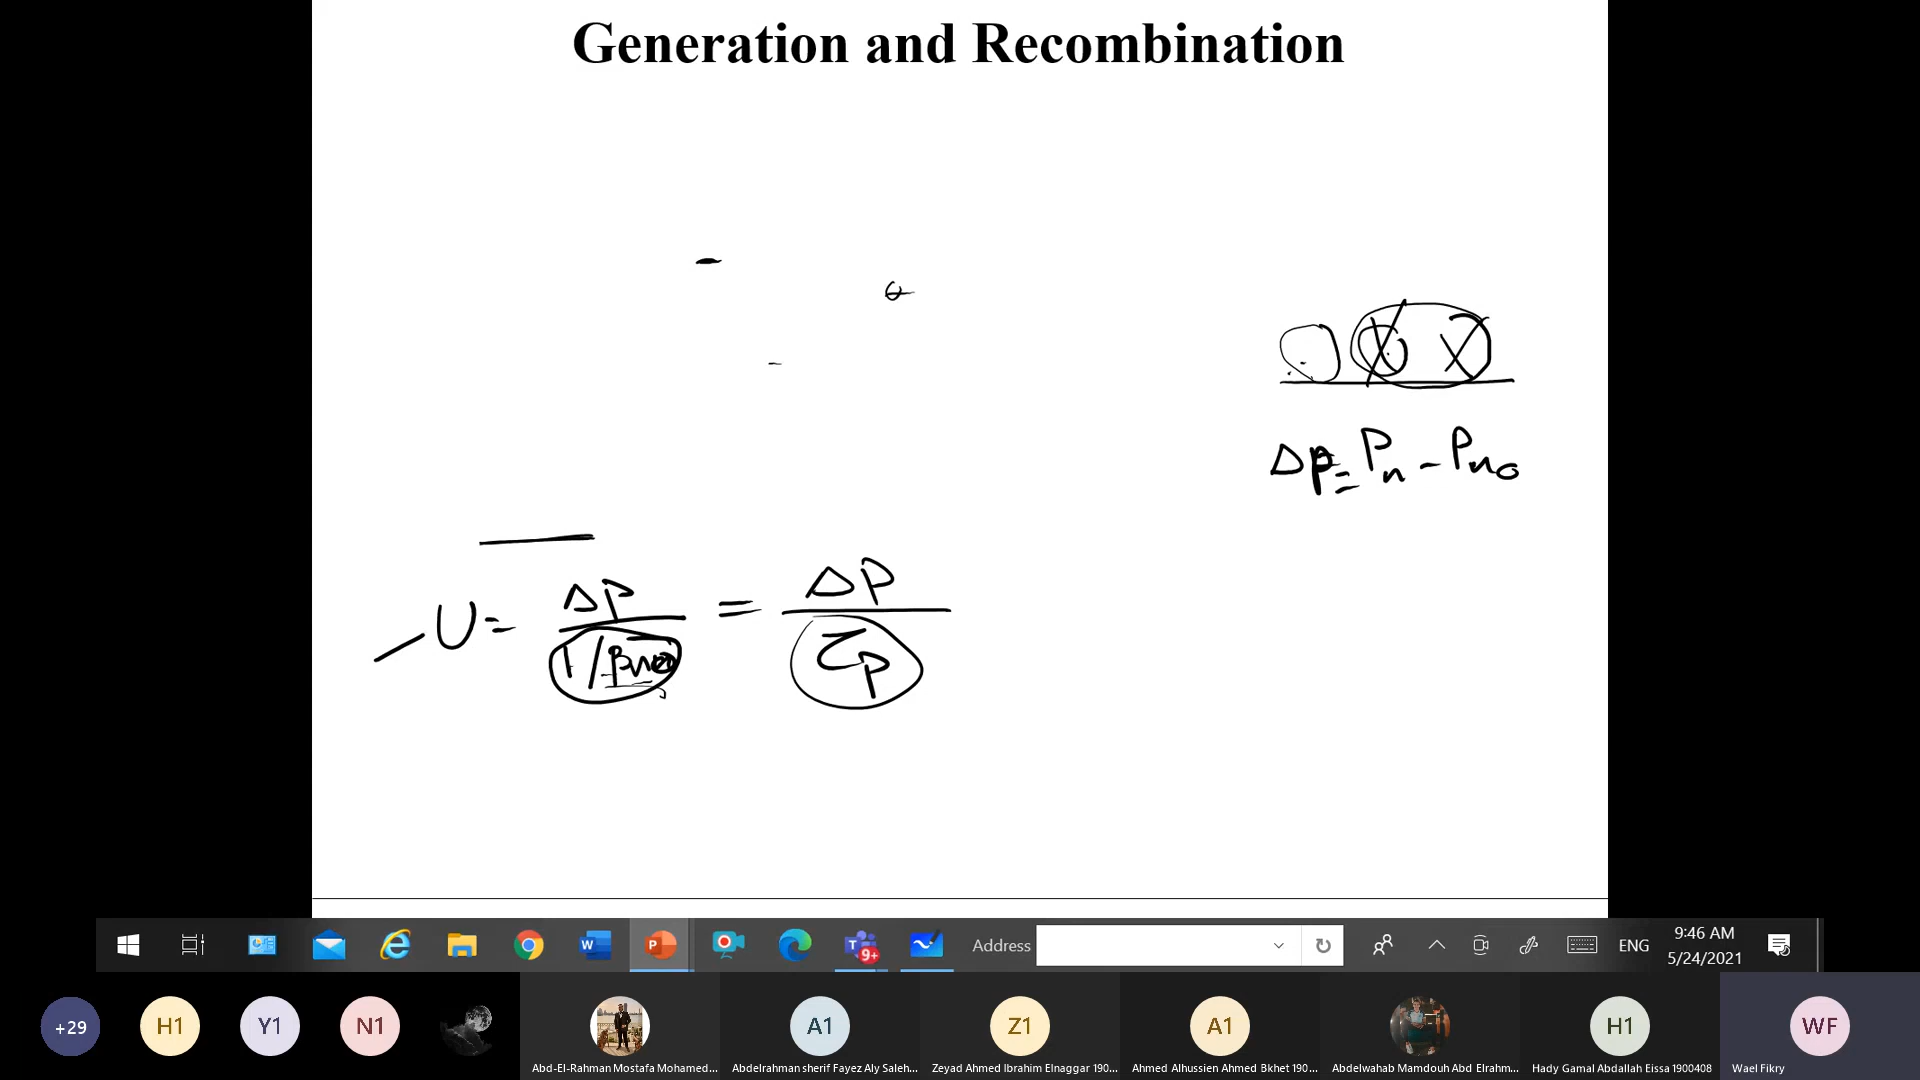 Generation and Recombination
Δp = Pn - Pno
U = ΔP / (1/βnno) = ΔP / τp
Address
ENG
9:46 AM
5/24/2021
9+
+29
H1
Y1
N1
A1
Z1
A1
H1
WF
Abd-El-Rahman Mostafa Mohamed...
Abdelrahman sherif Fayez Aly Saleh...
Zeyad Ahmed Ibrahim Elnaggar 190...
Ahmed Alhussien Ahmed Bkhet 190...
Abdelwahab Mamdouh Abd Elrahm...
Hady Gamal Abdallah Eissa 1900408
Wael Fikry